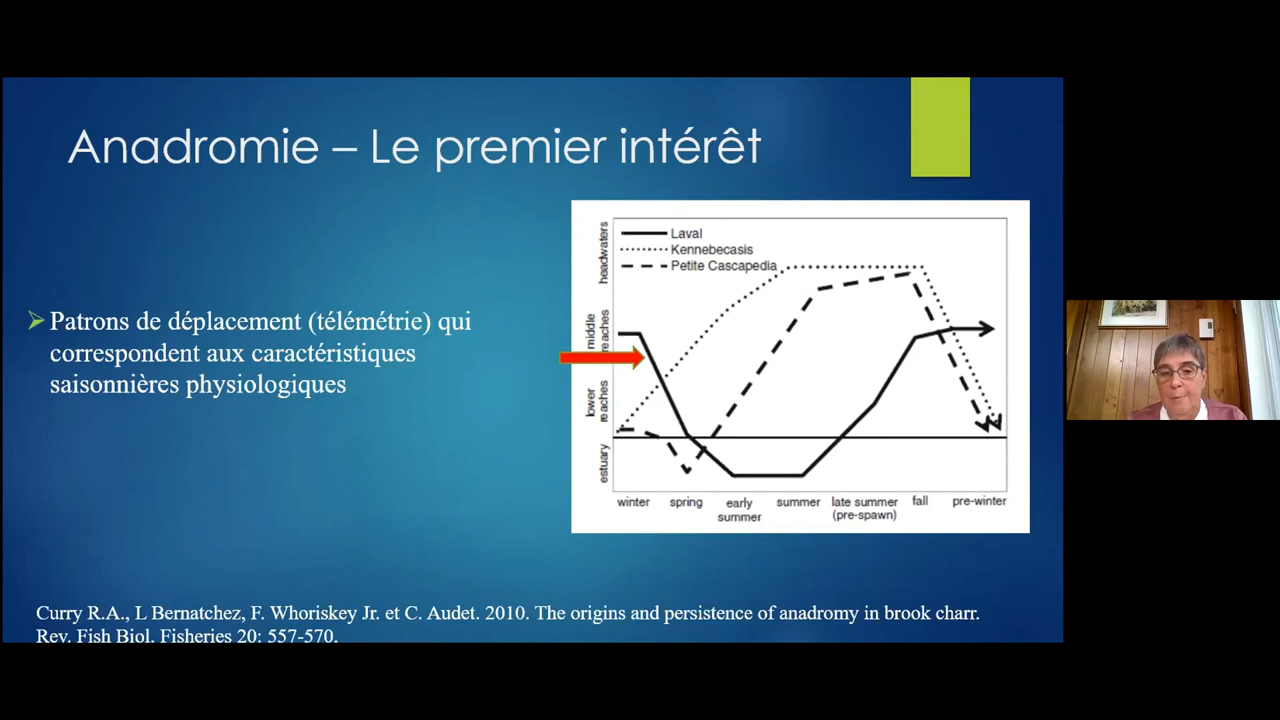 Anadromie – Le premier intérêt
Patrons de déplacement (télémétrie) qui
correspondent aux caractéristiques
saisonnières physiologiques
Laval
Kennebecasis
Petite Cascapedia
headwaters
middle
reaches
lower
reaches
estuary
winter
spring
early
summer
summer
late summer
(pre-spawn)
fall
pre-winter
Curry R.A., L Bernatchez, F. Whoriskey Jr. et C. Audet. 2010. The origins and persistence of anadromy in brook charr.
Rev. Fish Biol. Fisheries 20: 557-570.